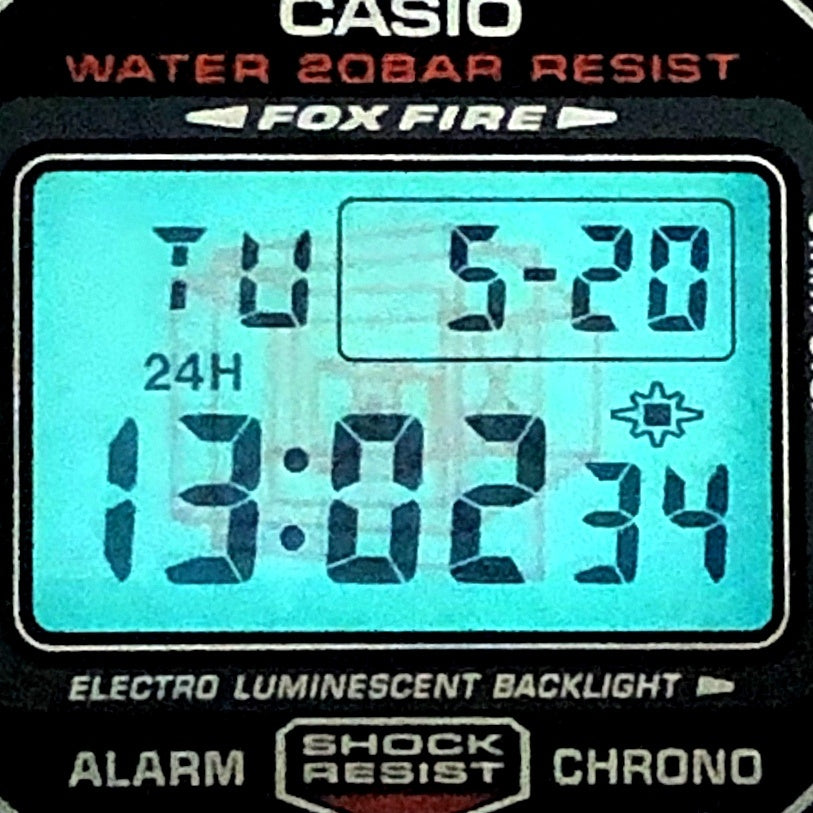 CASIO
WATER 20BAR RESIST
FOX FIRE
TU 5-20
24H
13:02 34
ELECTRO LUMINESCENT BACKLIGHT
ALARM SHOCK RESIST CHRONO